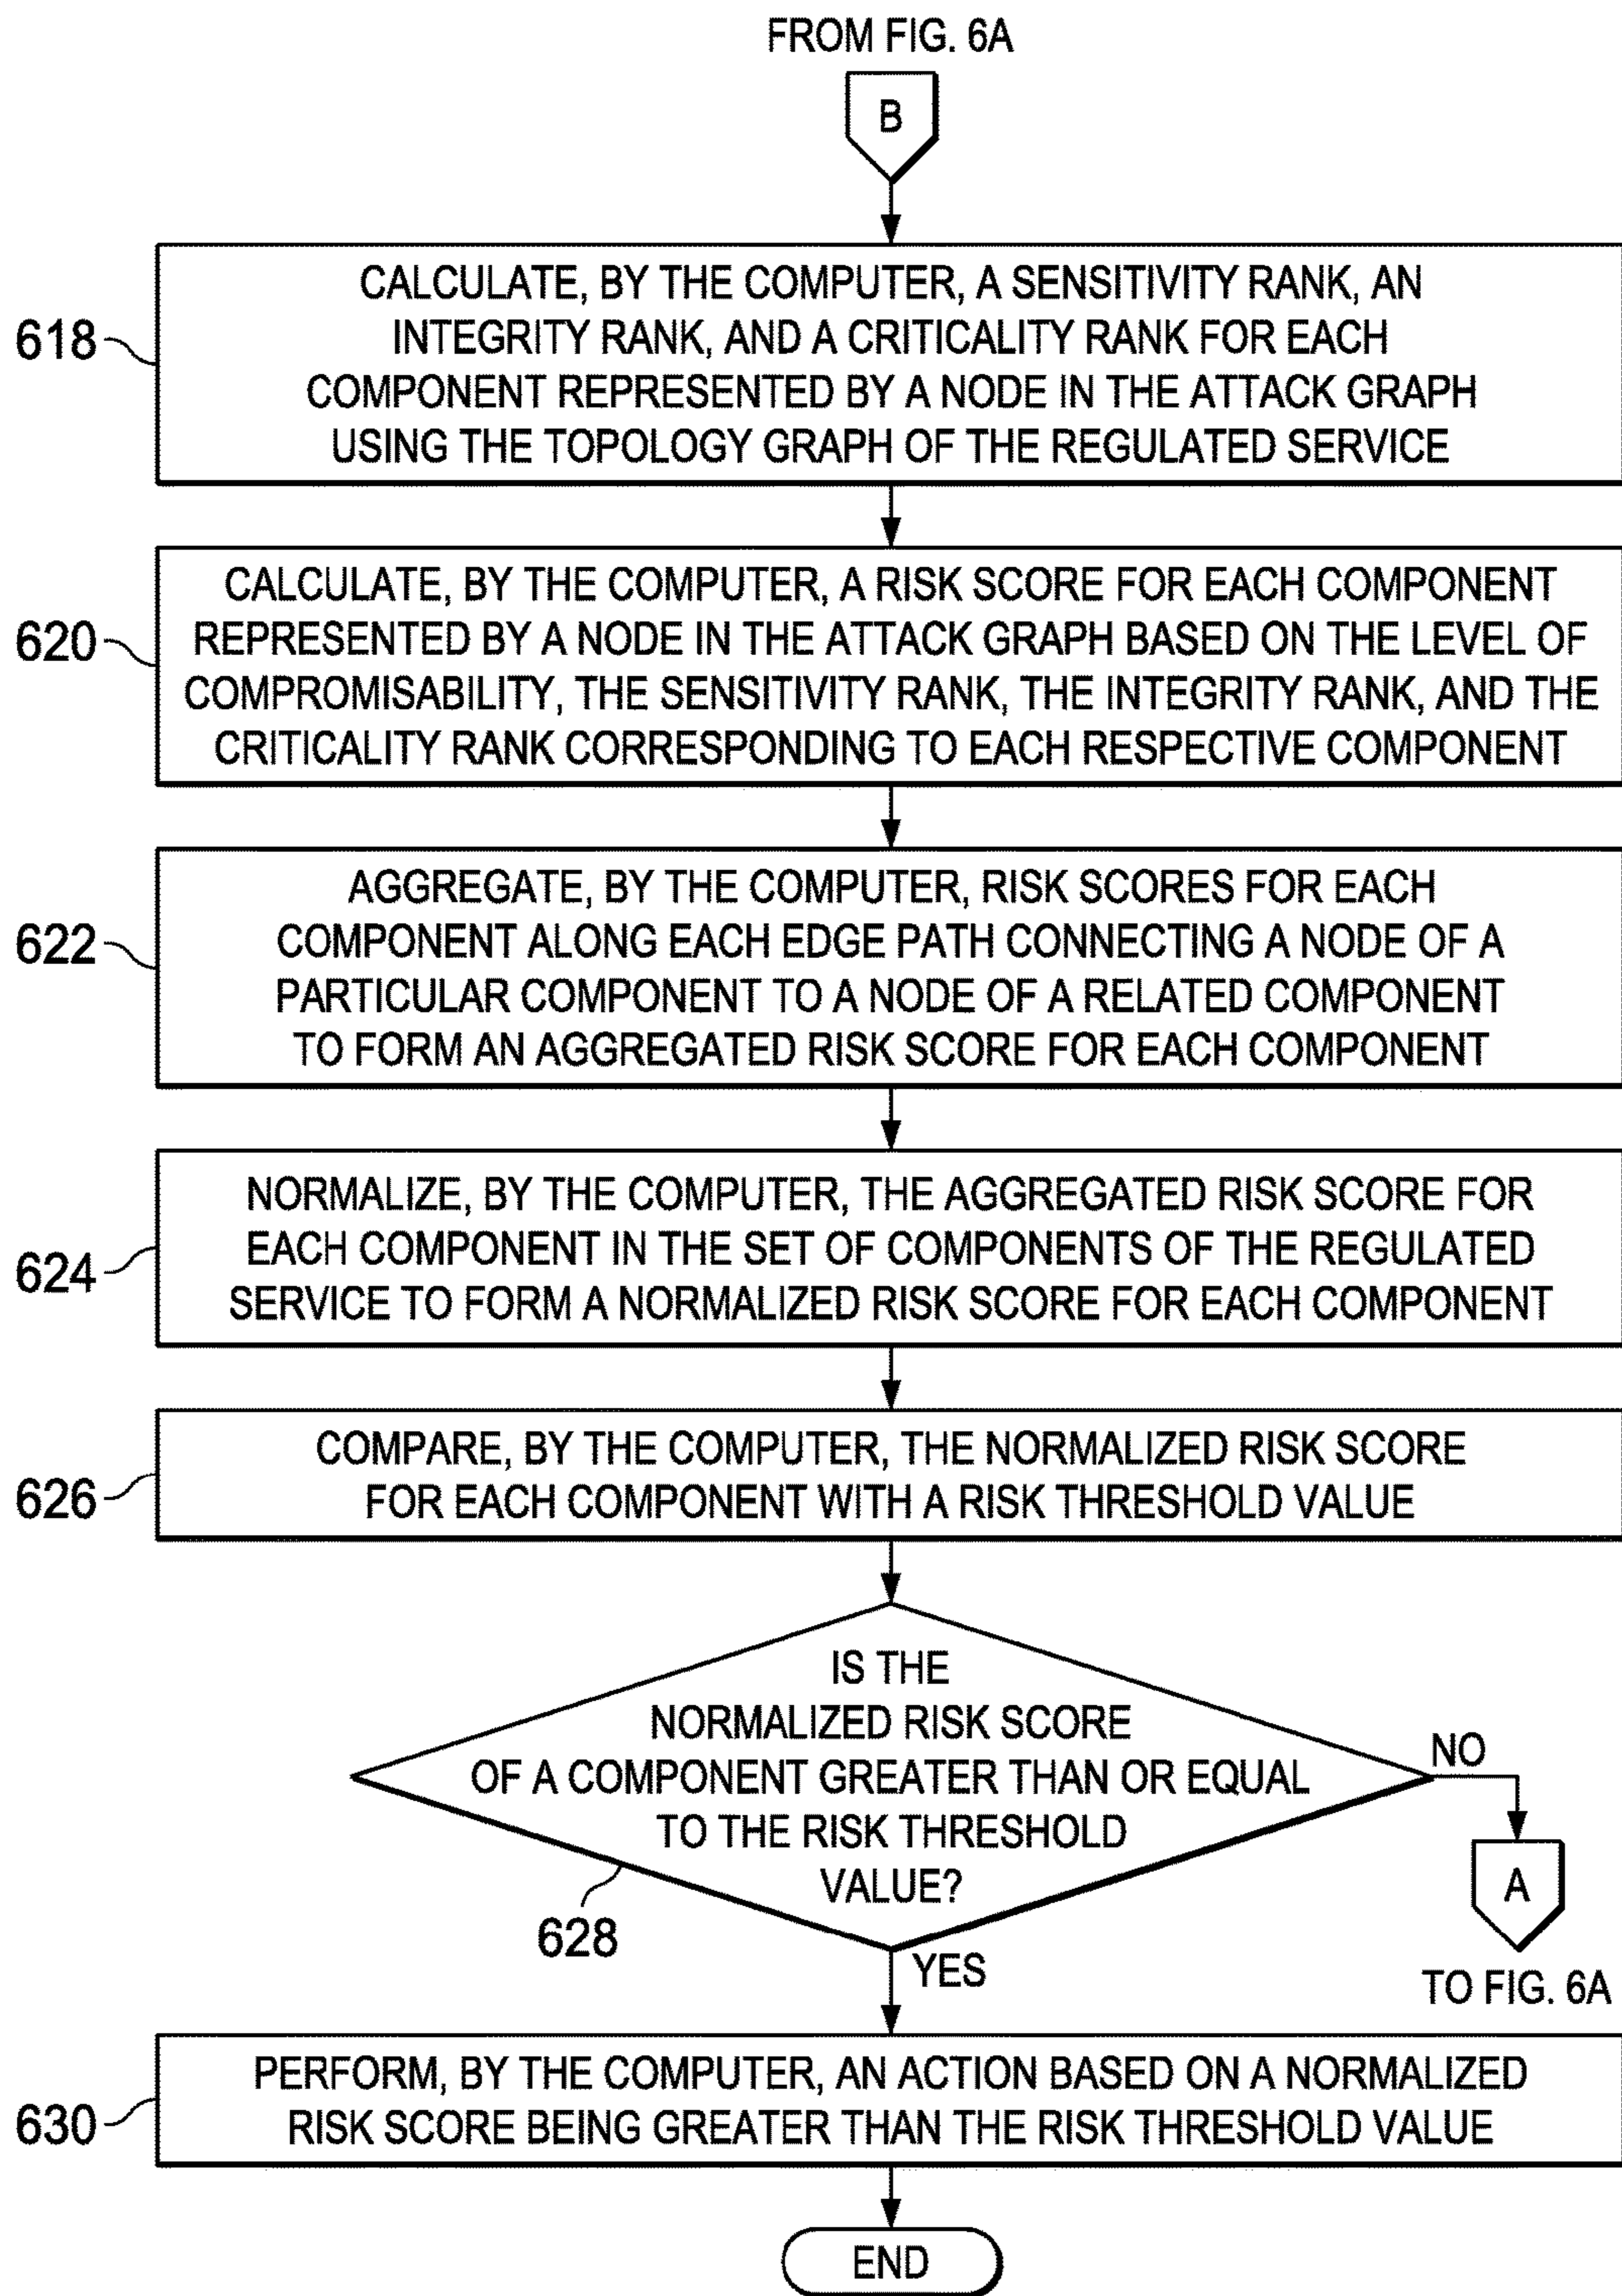 FROM FIG. 6A
B
618
CALCULATE, BY THE COMPUTER, A SENSITIVITY RANK, AN
INTEGRITY RANK, AND A CRITICALITY RANK FOR EACH
COMPONENT REPRESENTED BY A NODE IN THE ATTACK GRAPH
USING THE TOPOLOGY GRAPH OF THE REGULATED SERVICE
620
CALCULATE, BY THE COMPUTER, A RISK SCORE FOR EACH COMPONENT
REPRESENTED BY A NODE IN THE ATTACK GRAPH BASED ON THE LEVEL OF
COMPROMISABILITY, THE SENSITIVITY RANK, THE INTEGRITY RANK, AND THE
CRITICALITY RANK CORRESPONDING TO EACH RESPECTIVE COMPONENT
622
AGGREGATE, BY THE COMPUTER, RISK SCORES FOR EACH
COMPONENT ALONG EACH EDGE PATH CONNECTING A NODE OF A
PARTICULAR COMPONENT TO A NODE OF A RELATED COMPONENT
TO FORM AN AGGREGATED RISK SCORE FOR EACH COMPONENT
624
NORMALIZE, BY THE COMPUTER, THE AGGREGATED RISK SCORE FOR
EACH COMPONENT IN THE SET OF COMPONENTS OF THE REGULATED
SERVICE TO FORM A NORMALIZED RISK SCORE FOR EACH COMPONENT
626
COMPARE, BY THE COMPUTER, THE NORMALIZED RISK SCORE
FOR EACH COMPONENT WITH A RISK THRESHOLD VALUE
IS THE
NORMALIZED RISK SCORE
OF A COMPONENT GREATER THAN OR EQUAL
TO THE RISK THRESHOLD
VALUE?
628
NO
A
TO FIG. 6A
YES
630
PERFORM, BY THE COMPUTER, AN ACTION BASED ON A NORMALIZED
RISK SCORE BEING GREATER THAN THE RISK THRESHOLD VALUE
END